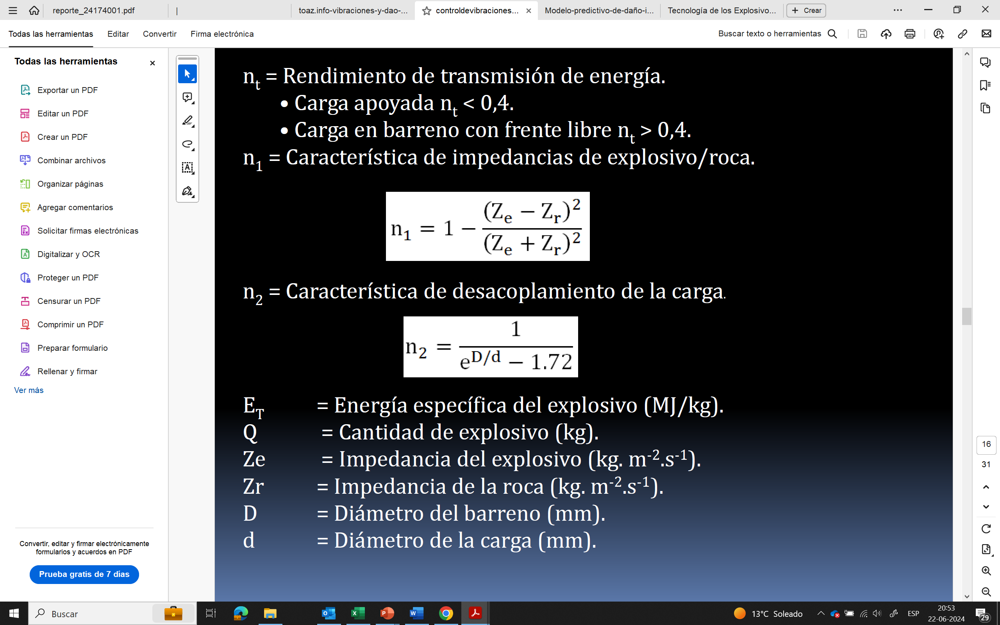 reporte_24174001.pdf
toaz.info-vibraciones-y-dao-...
controldevibraciones...
Modelo-predictivo-de-daño-i...
Tecnología de los Explosivo...
+ Crear
Todas las herramientas
Editar
Convertir
Firma electrónica
Buscar texto o herramientas
Todas las herramientas
Exportar un PDF
Editar un PDF
Crear un PDF
Combinar archivos
Organizar páginas
Agregar comentarios
Solicitar firmas electrónicas
Digitalizar y OCR
Proteger un PDF
Censurar un PDF
Comprimir un PDF
Preparar formulario
Rellenar y firmar
Ver más
Convertir, editar y firmar electrónicamente
formularios y acuerdos en PDF
Prueba gratis de 7 días
n_t = Rendimiento de transmisión de energía.
• Carga apoyada n_t < 0,4.
• Carga en barreno con frente libre n_t > 0,4.
n_1 = Característica de impedancias de explosivo/roca.
n_1 = 1 − (Z_e − Z_r)^2 / (Z_e + Z_r)^2
n_2 = Característica de desacoplamiento de la carga.
n_2 = 1 / (e^{D/d} − 1.72)
E_T = Energía específica del explosivo (MJ/kg).
Q = Cantidad de explosivo (kg).
Ze = Impedancia del explosivo (kg. m^-2.s^-1).
Zr = Impedancia de la roca (kg. m^-2.s^-1).
D = Diámetro del barreno (mm).
d = Diámetro de la carga (mm).
16
31
Buscar
13°C Soleado
ESP
20:53
22-06-2024
29